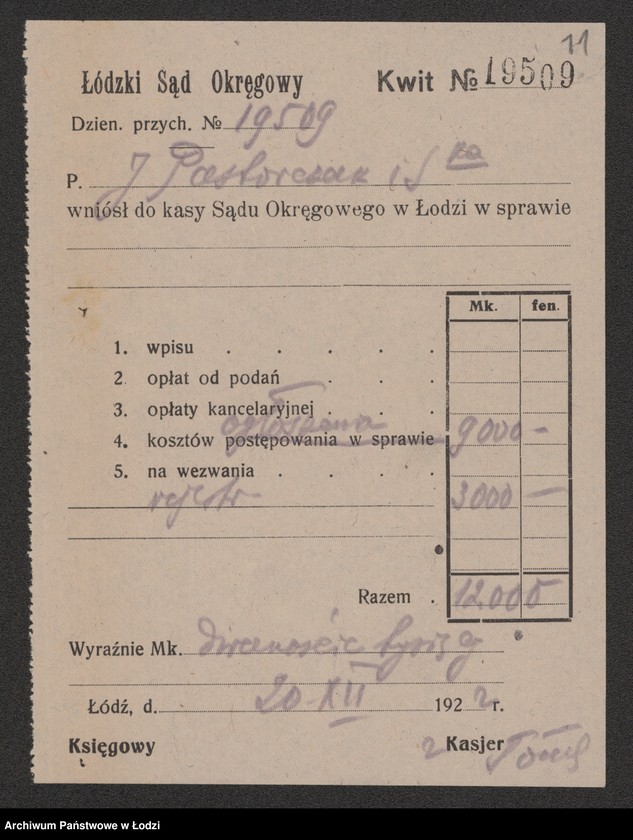 11
Łódzki Sąd Okręgowy Kwit № 19509
Dzien. przych. № 19509
P. J Pastorczak i S ka
wniósł do kasy Sądu Okręgowego w Łodzi w sprawie
Mk. fen.
1. wpisu . . . . .
2 opłat od podań . . .
3. opłaty kancelaryjnej . . .
ogłoszenia
4. kosztów postępowania w sprawie 9000 -
5. na wezwania . . . .
rejestr 3000 —
Razem . 12.000
Wyraźnie Mk. dwanaście tysięcy
Łódź, d. 20 XII 1922 r.
Księgowy Kasjer
Archiwum Państwowe w Łodzi